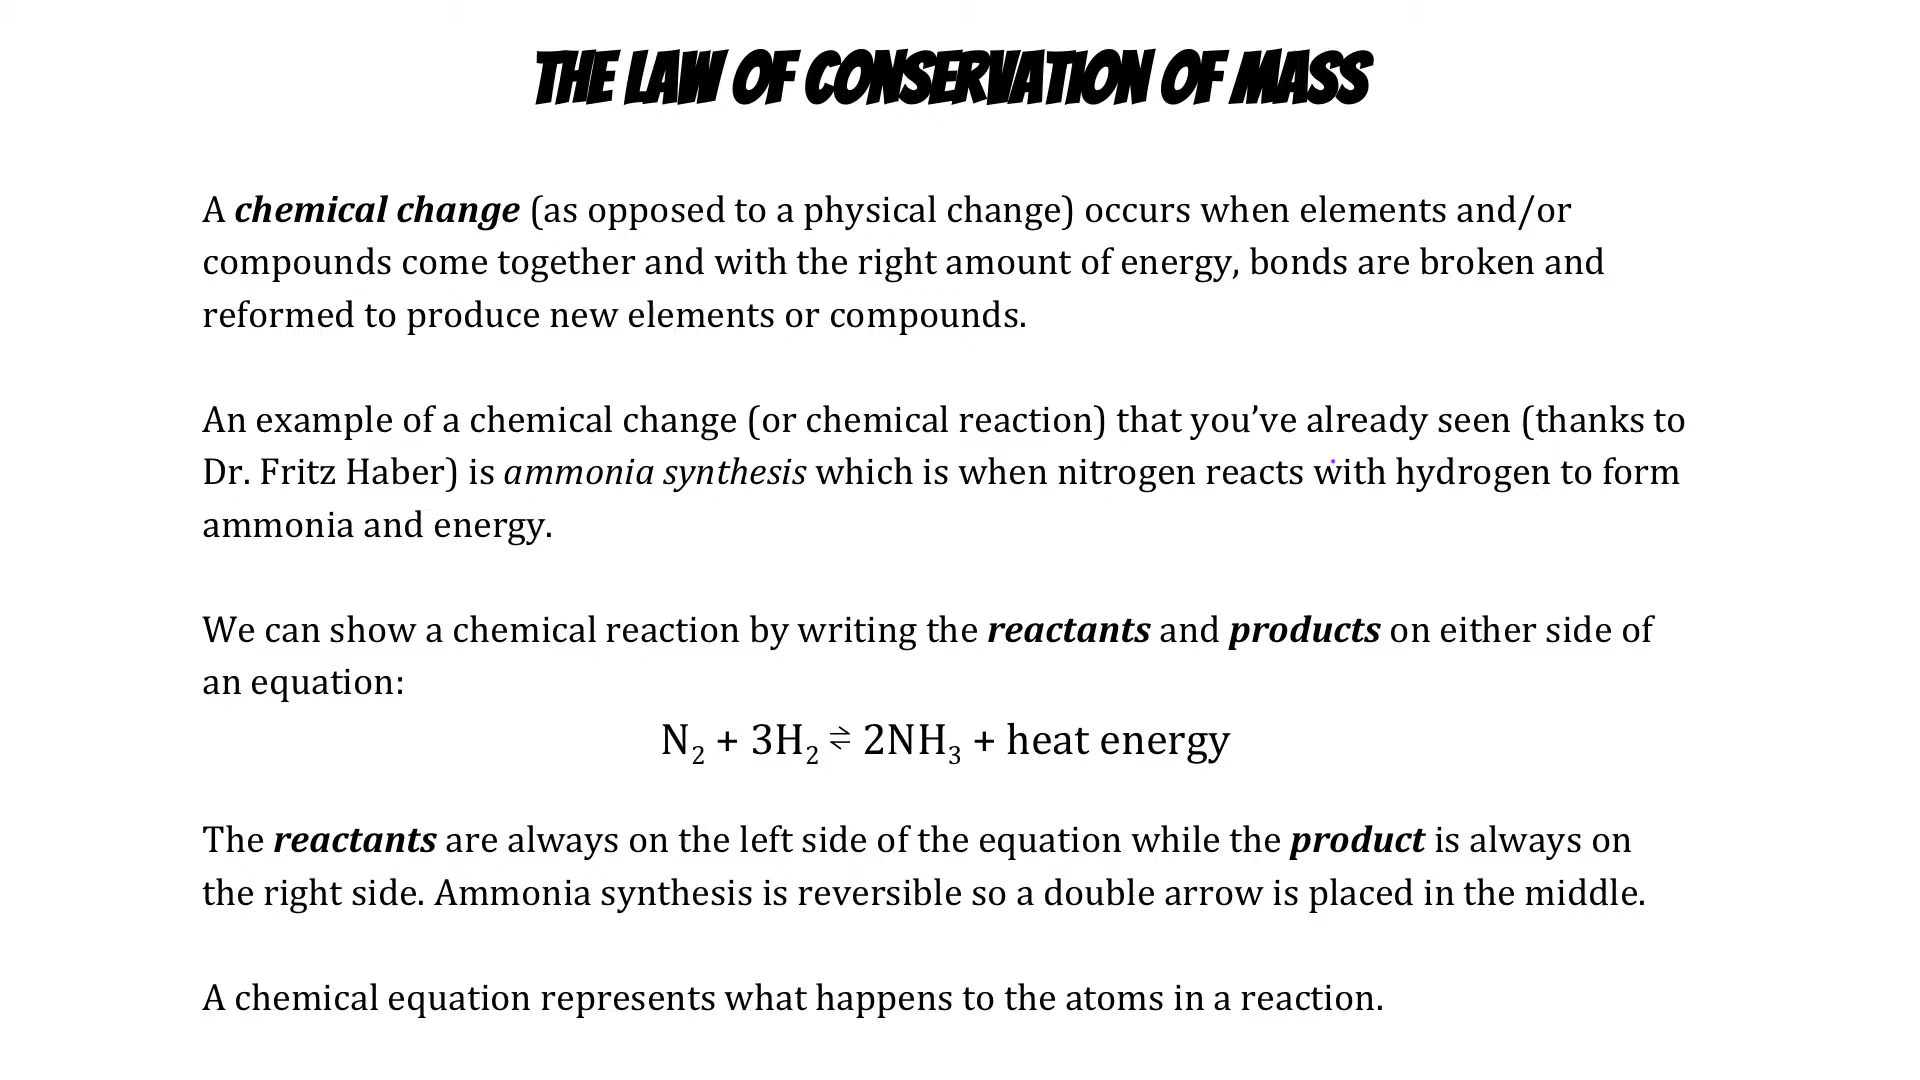 THE LAW OF CONSERVATION OF MASS
A chemical change (as opposed to a physical change) occurs when elements and/or
compounds come together and with the right amount of energy, bonds are broken and
reformed to produce new elements or compounds.
An example of a chemical change (or chemical reaction) that you’ve already seen (thanks to
Dr. Fritz Haber) is ammonia synthesis which is when nitrogen reacts with hydrogen to form
ammonia and energy.
We can show a chemical reaction by writing the reactants and products on either side of
an equation:
N₂ + 3H₂ ⇌ 2NH₃ + heat energy
The reactants are always on the left side of the equation while the product is always on
the right side. Ammonia synthesis is reversible so a double arrow is placed in the middle.
A chemical equation represents what happens to the atoms in a reaction.